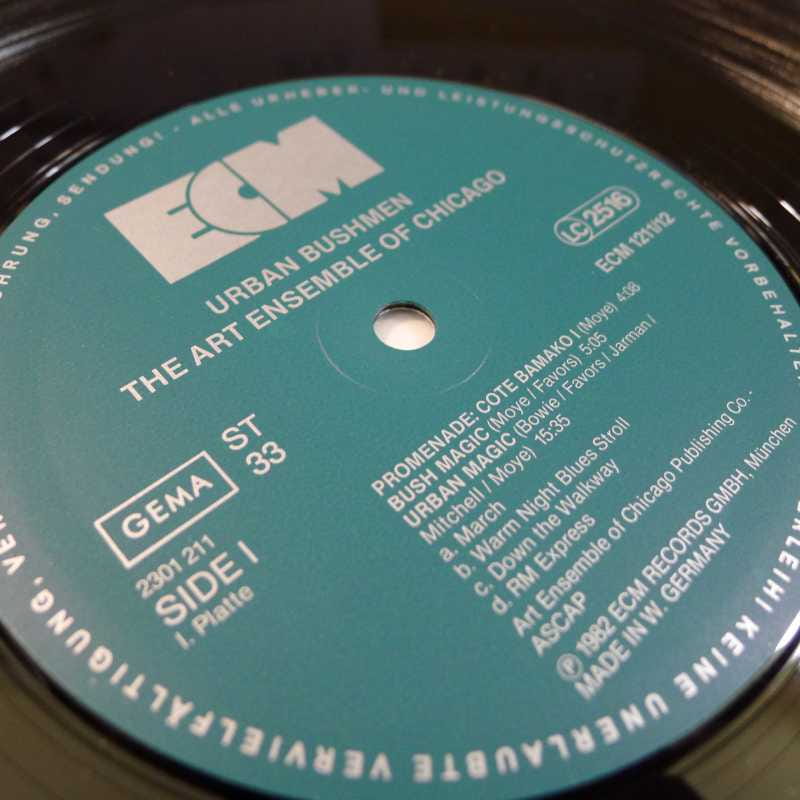 ECM
URBAN BUSHMEN
THE ART ENSEMBLE OF CHICAGO
LC 2516
ECM 1211/12
GEMA
ST
33
2301 211
SIDE I
I. Platte
PROMENADE: COTE BAMAKO I (Moye) 4:08
BUSH MAGIC (Moye / Favors) 5:05
URBAN MAGIC (Bowie / Favors / Jarman /
Mitchell / Moye) 15:35
a. March
b. Warm Night Blues Stroll
c. Down the Walkway
d. RM Express
Art Ensemble of Chicago Publishing Co.-
ASCAP
Ⓟ 1982 ECM RECORDS GMBH, München
MADE IN W. GERMANY
SENDUNG! - ALLE URHEBER- UND LEISTUNGSSCHUTZRECHTE VORBEHALTEN
KEINE UNERLAUBTE VERVIELFÄLTIGUNG,